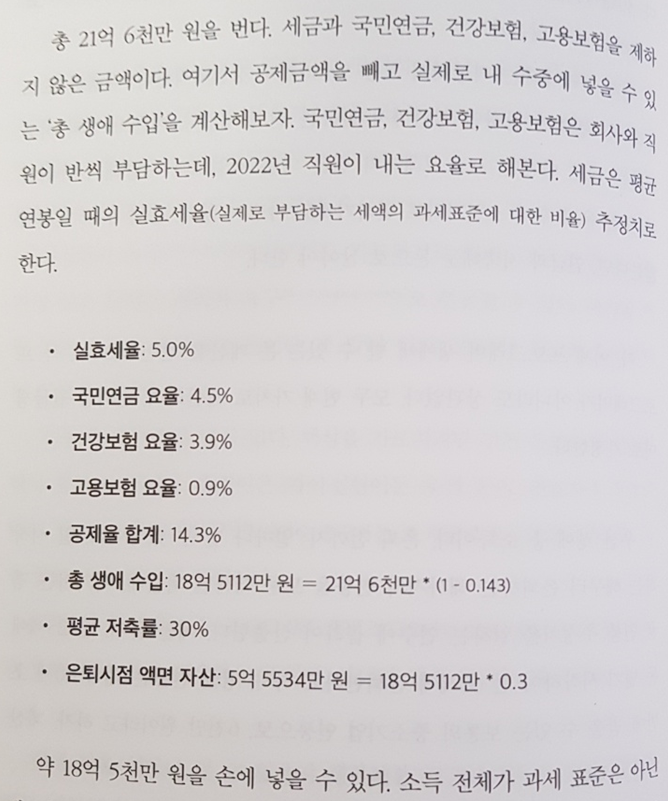 총 21억 6천만 원을 번다. 세금과 국민연금, 건강보험, 고용보험을 제하
지 않은 금액이다. 여기서 공제금액을 빼고 실제로 내 수중에 넣을 수 있
는 '총 생애 수입'을 계산해보자. 국민연금, 건강보험, 고용보험은 회사와 직
원이 반씩 부담하는데, 2022년 직원이 내는 요율로 해본다. 세금은 평균
연봉일 때의 실효세율(실제로 부담하는 세액의 과세표준에 대한 비율) 추정치로
한다.
• 실효세율: 5.0%
• 국민연금 요율: 4.5%
• 건강보험 요율: 3.9%
• 고용보험 요율: 0.9%
• 공제율 합계: 14.3%
• 총 생애 수입: 18억 5112만 원 = 21억 6천만 * (1 - 0.143)
• 평균 저축률: 30%
은퇴시점 액면 자산: 5억 5534만 원 = 18억 5112만 * 0.3
약 18억 5천만 원을 손에 넣을 수 있다. 소득 전체가 과세 표준은 아닌